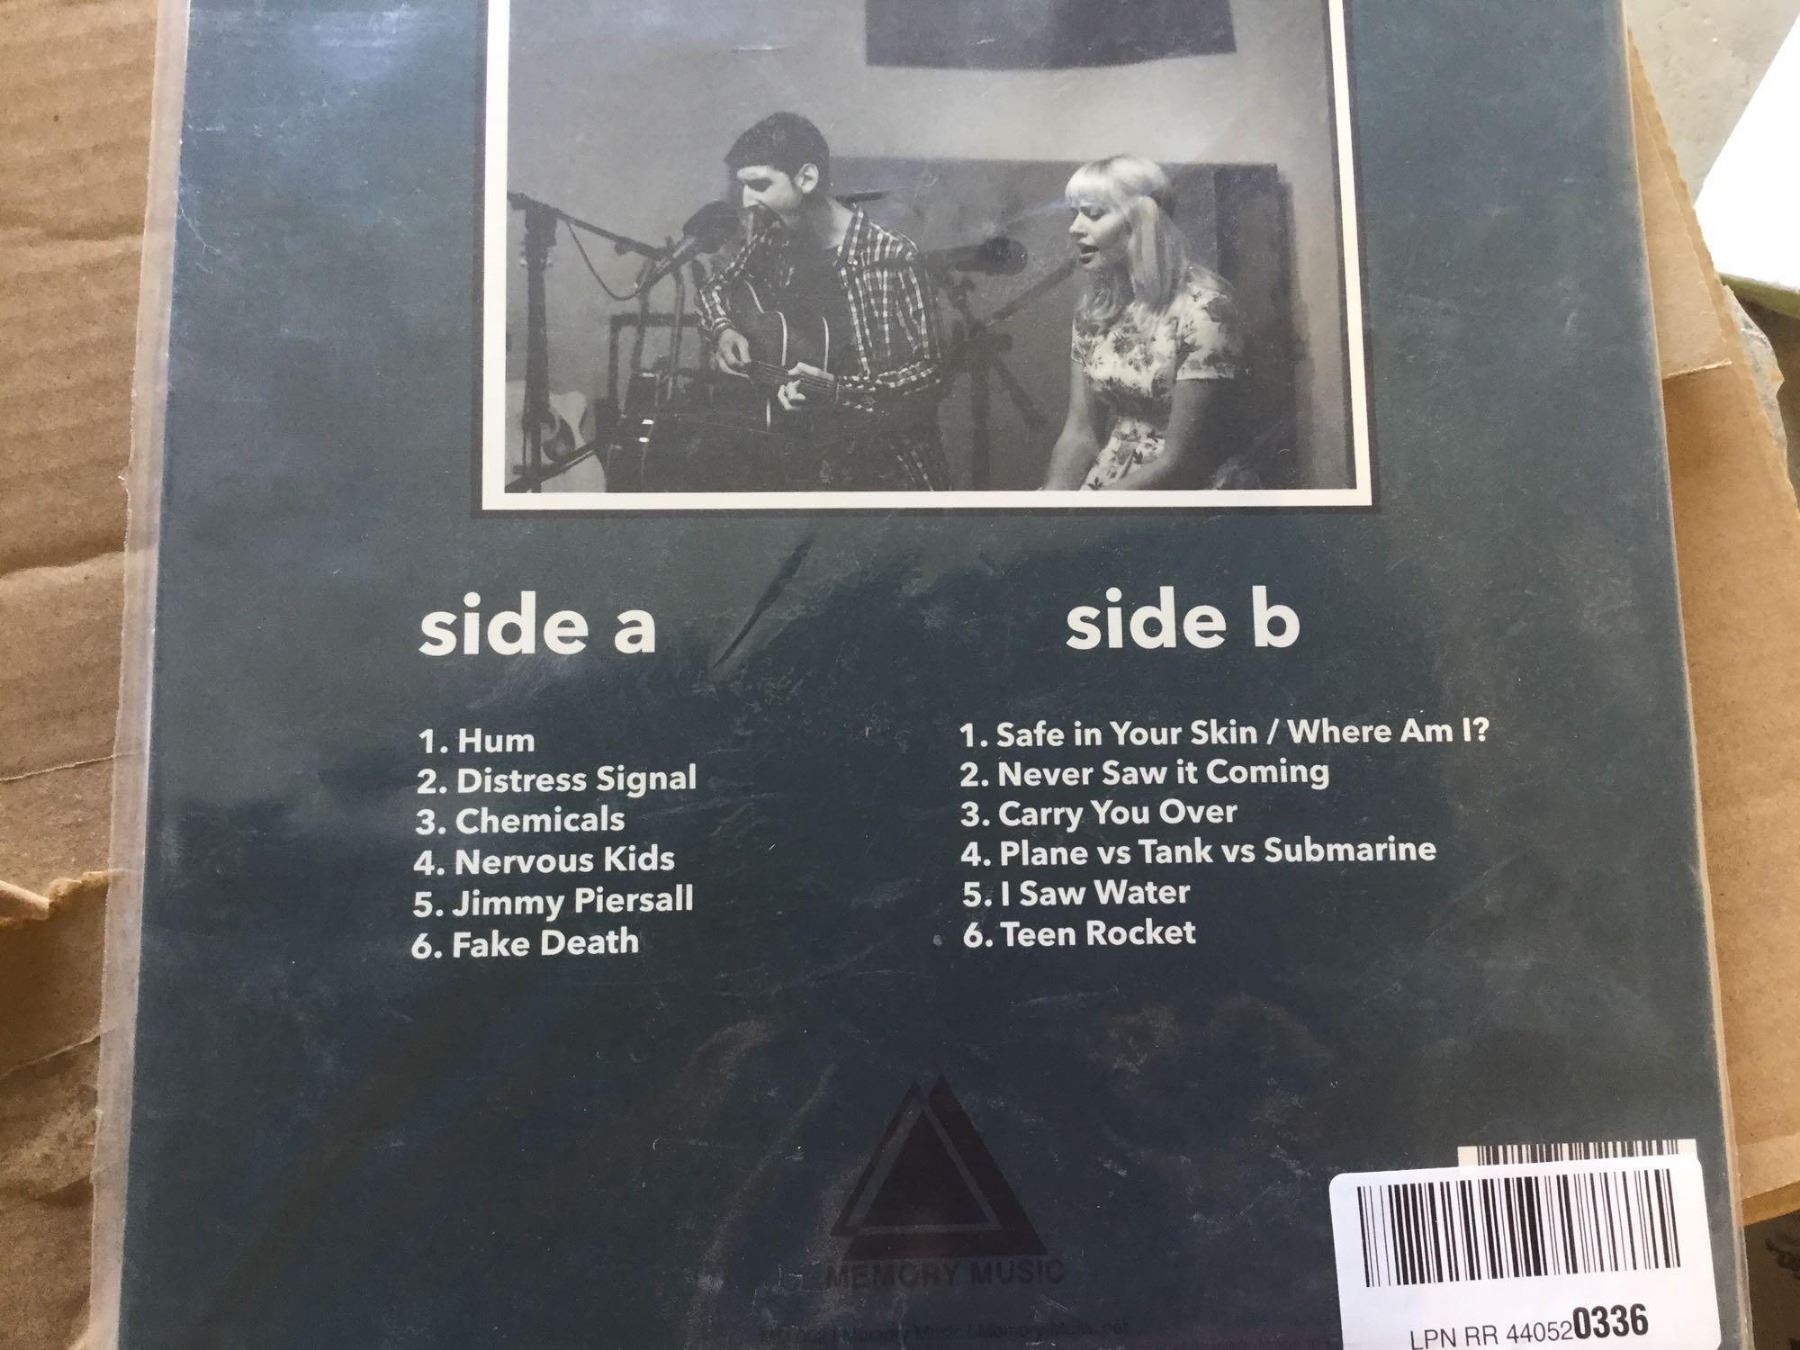 side a
1. Hum
2. Distress Signal
3. Chemicals
4. Nervous Kids
5. Jimmy Piersall
6. Fake Death
side b
1. Safe in Your Skin / Where Am I?
2. Never Saw it Coming
3. Carry You Over
4. Plane vs Tank vs Submarine
5. I Saw Water
6. Teen Rocket
MEMORY MUSIC
LPN RR 440520336